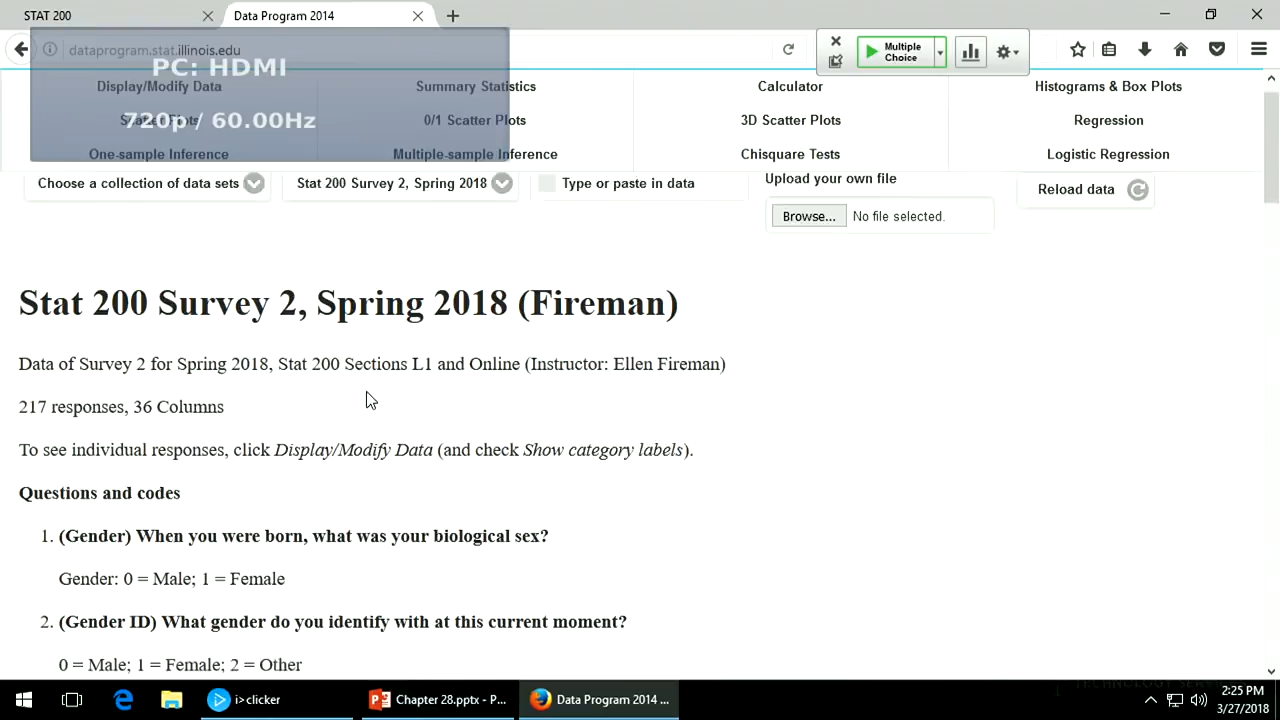 STAT 200
Data Program 2014
dataprogram.stat.illinois.edu
Multiple Choice
PC: HDMI
720p / 60.00Hz
Display/Modify Data
Summary Statistics
Calculator
Histograms & Box Plots
Scatter Plots
0/1 Scatter Plots
3D Scatter Plots
Regression
One-sample Inference
Multiple-sample Inference
Chisquare Tests
Logistic Regression
Choose a collection of data sets
Stat 200 Survey 2, Spring 2018
Type or paste in data
Upload your own file
Browse... No file selected.
Reload data
Stat 200 Survey 2, Spring 2018 (Fireman)
Data of Survey 2 for Spring 2018, Stat 200 Sections L1 and Online (Instructor: Ellen Fireman)
217 responses, 36 Columns
To see individual responses, click Display/Modify Data (and check Show category labels).
Questions and codes
1. (Gender) When you were born, what was your biological sex?
Gender: 0 = Male; 1 = Female
2. (Gender ID) What gender do you identify with at this current moment?
0 = Male; 1 = Female; 2 = Other
i>clicker
Chapter 28.pptx - P...
Data Program 2014 ...
2:25 PM
3/27/2018